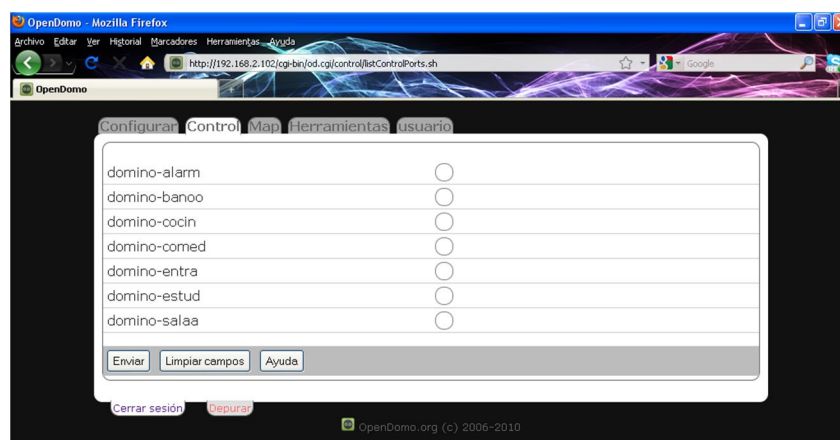 OpenDomo - Mozilla Firefox
Archivo Editar Ver Historial Marcadores Herramientas Ayuda
http://192.168.2.102/cgi-bin/od.cgi/control/listControlPorts.sh
Google
OpenDomo
Configurar Control Map Herramientas usuario
domino-alarm
domino-banoo
domino-cocin
domino-comed
domino-entra
domino-estud
domino-salaa
Enviar Limpiar campos Ayuda
Cerrar sesión Depurar
OpenDomo.org (c) 2006-2010